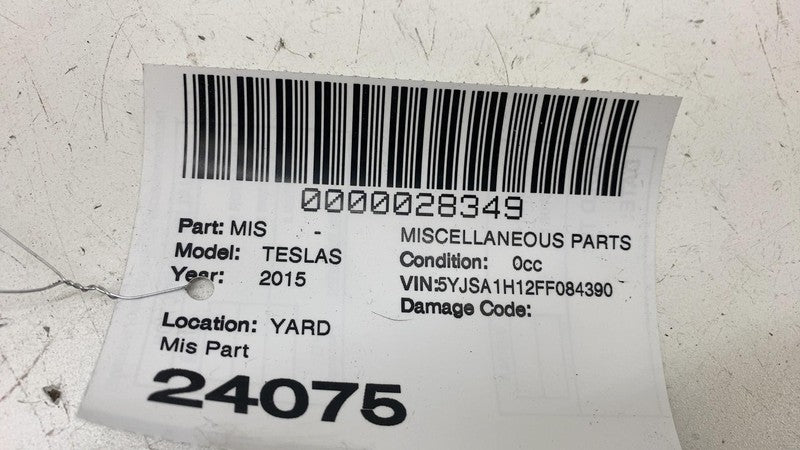 0000028349
Part: MIS - MISCELLANEOUS PARTS
Model: TESLAS Condition: 0cc
Year: 2015 VIN:5YJSA1H12FF084390
Damage Code:
Location: YARD
Mis Part
24075